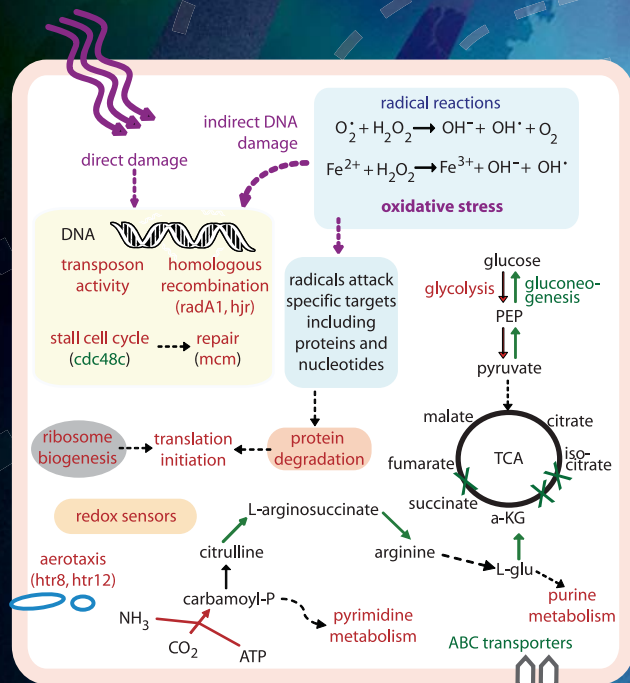 radical reactions
O₂•⁻ + H₂O₂ → OH⁻ + OH• + O₂
Fe²⁺ + H₂O₂ → Fe³⁺ + OH⁻ + OH•
oxidative stress
indirect DNA
damage
direct damage
DNA
transposon
activity
homologous
recombination
(radA1, hjr)
stall cell cycle
(cdc48c)
repair
(mcm)
radicals attack
specific targets
including
proteins and
nucleotides
glucose
glycolysis
gluconeo-
genesis
PEP
pyruvate
malate
citrate
TCA
iso-
citrate
fumarate
succinate
a-KG
ribosome
biogenesis
translation
initiation
protein
degradation
redox sensors
L-arginosuccinate
citrulline
arginine
L-glu
aerotaxis
(htr8, htr12)
carbamoyl-P
NH₃
CO₂
ATP
pyrimidine
metabolism
purine
metabolism
ABC transporters